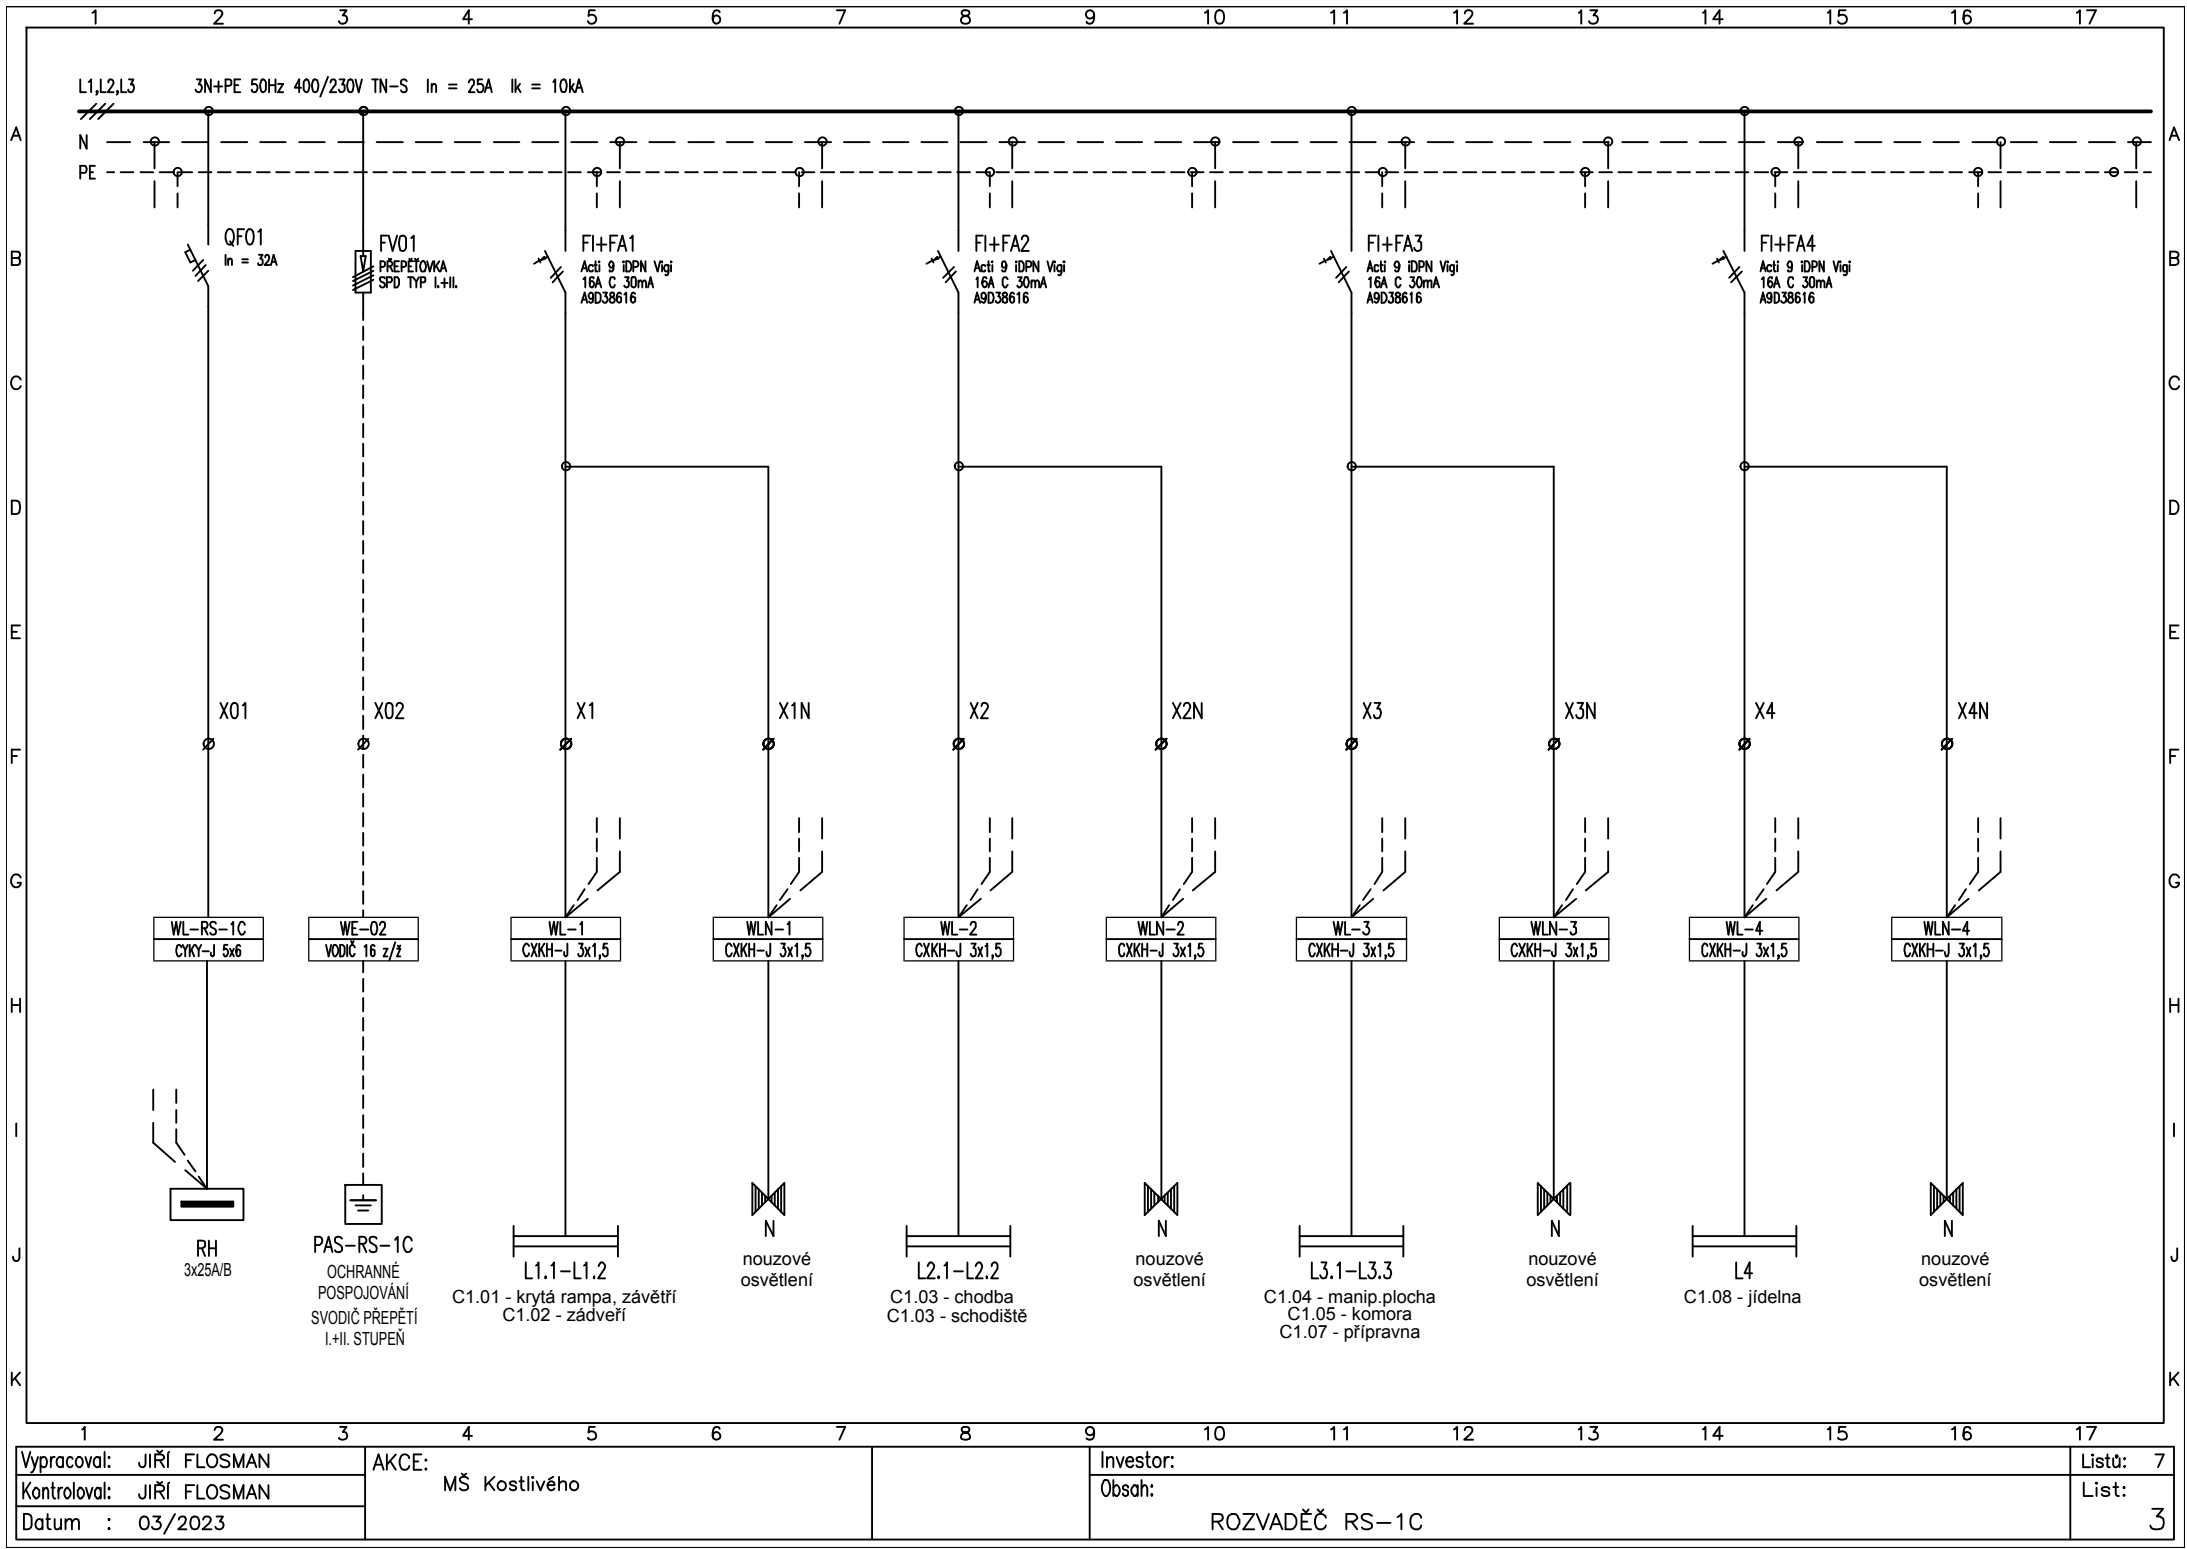 1 2 3 4 5 6 7 8 9 10 11 12 13 14 15 16 17
L1,L2,L3 3N+PE 50Hz 400/230V TN-S In = 25A Ik = 10kA
A N A
PE
B B
QF01
In = 32A
FV01
PŘEPĚŤOVKA
SPD TYP I.+II.
FI+FA1
Acti 9 iDPN Vigi
16A C 30mA
A9D38616
FI+FA2
Acti 9 iDPN Vigi
16A C 30mA
A9D38616
FI+FA3
Acti 9 iDPN Vigi
16A C 30mA
A9D38616
FI+FA4
Acti 9 iDPN Vigi
16A C 30mA
A9D38616
C C
D D
E E
X01 X02 X1 X1N X2 X2N X3 X3N X4 X4N
F F
G G
WL-RS-1C WE-02 WL-1 WLN-1 WL-2 WLN-2 WL-3 WLN-3 WL-4 WLN-4
CYKY-J 5x6 VODIČ 16 z/ž CXKH-J 3x1,5 CXKH-J 3x1,5 CXKH-J 3x1,5 CXKH-J 3x1,5 CXKH-J 3x1,5 CXKH-J 3x1,5 CXKH-J 3x1,5 CXKH-J 3x1,5
H H
I I
J J
RH
3x25A/B
PAS-RS-1C
OCHRANNÉ
POSPOJOVÁNÍ
SVODIČ PŘEPĚTÍ
I.+II. STUPEŇ
L1.1-L1.2
C1.01 - krytá rampa, závětří
C1.02 - zádveří
N
nouzové
osvětlení
L2.1-L2.2
C1.03 - chodba
C1.03 - schodiště
N
nouzové
osvětlení
L3.1-L3.3
C1.04 - manip.plocha
C1.05 - komora
C1.07 - přípravna
N
nouzové
osvětlení
L4
C1.08 - jídelna
N
nouzové
osvětlení
K K
1 2 3 4 5 6 7 8 9 10 11 12 13 14 15 16 17
Vypracoval: JIŘÍ FLOSMAN
Kontroloval: JIŘÍ FLOSMAN
Datum : 03/2023
AKCE:
MŠ Kostlivého
Investor:
Obsah:
ROZVADĚČ RS-1C
Listů: 7
List:
3